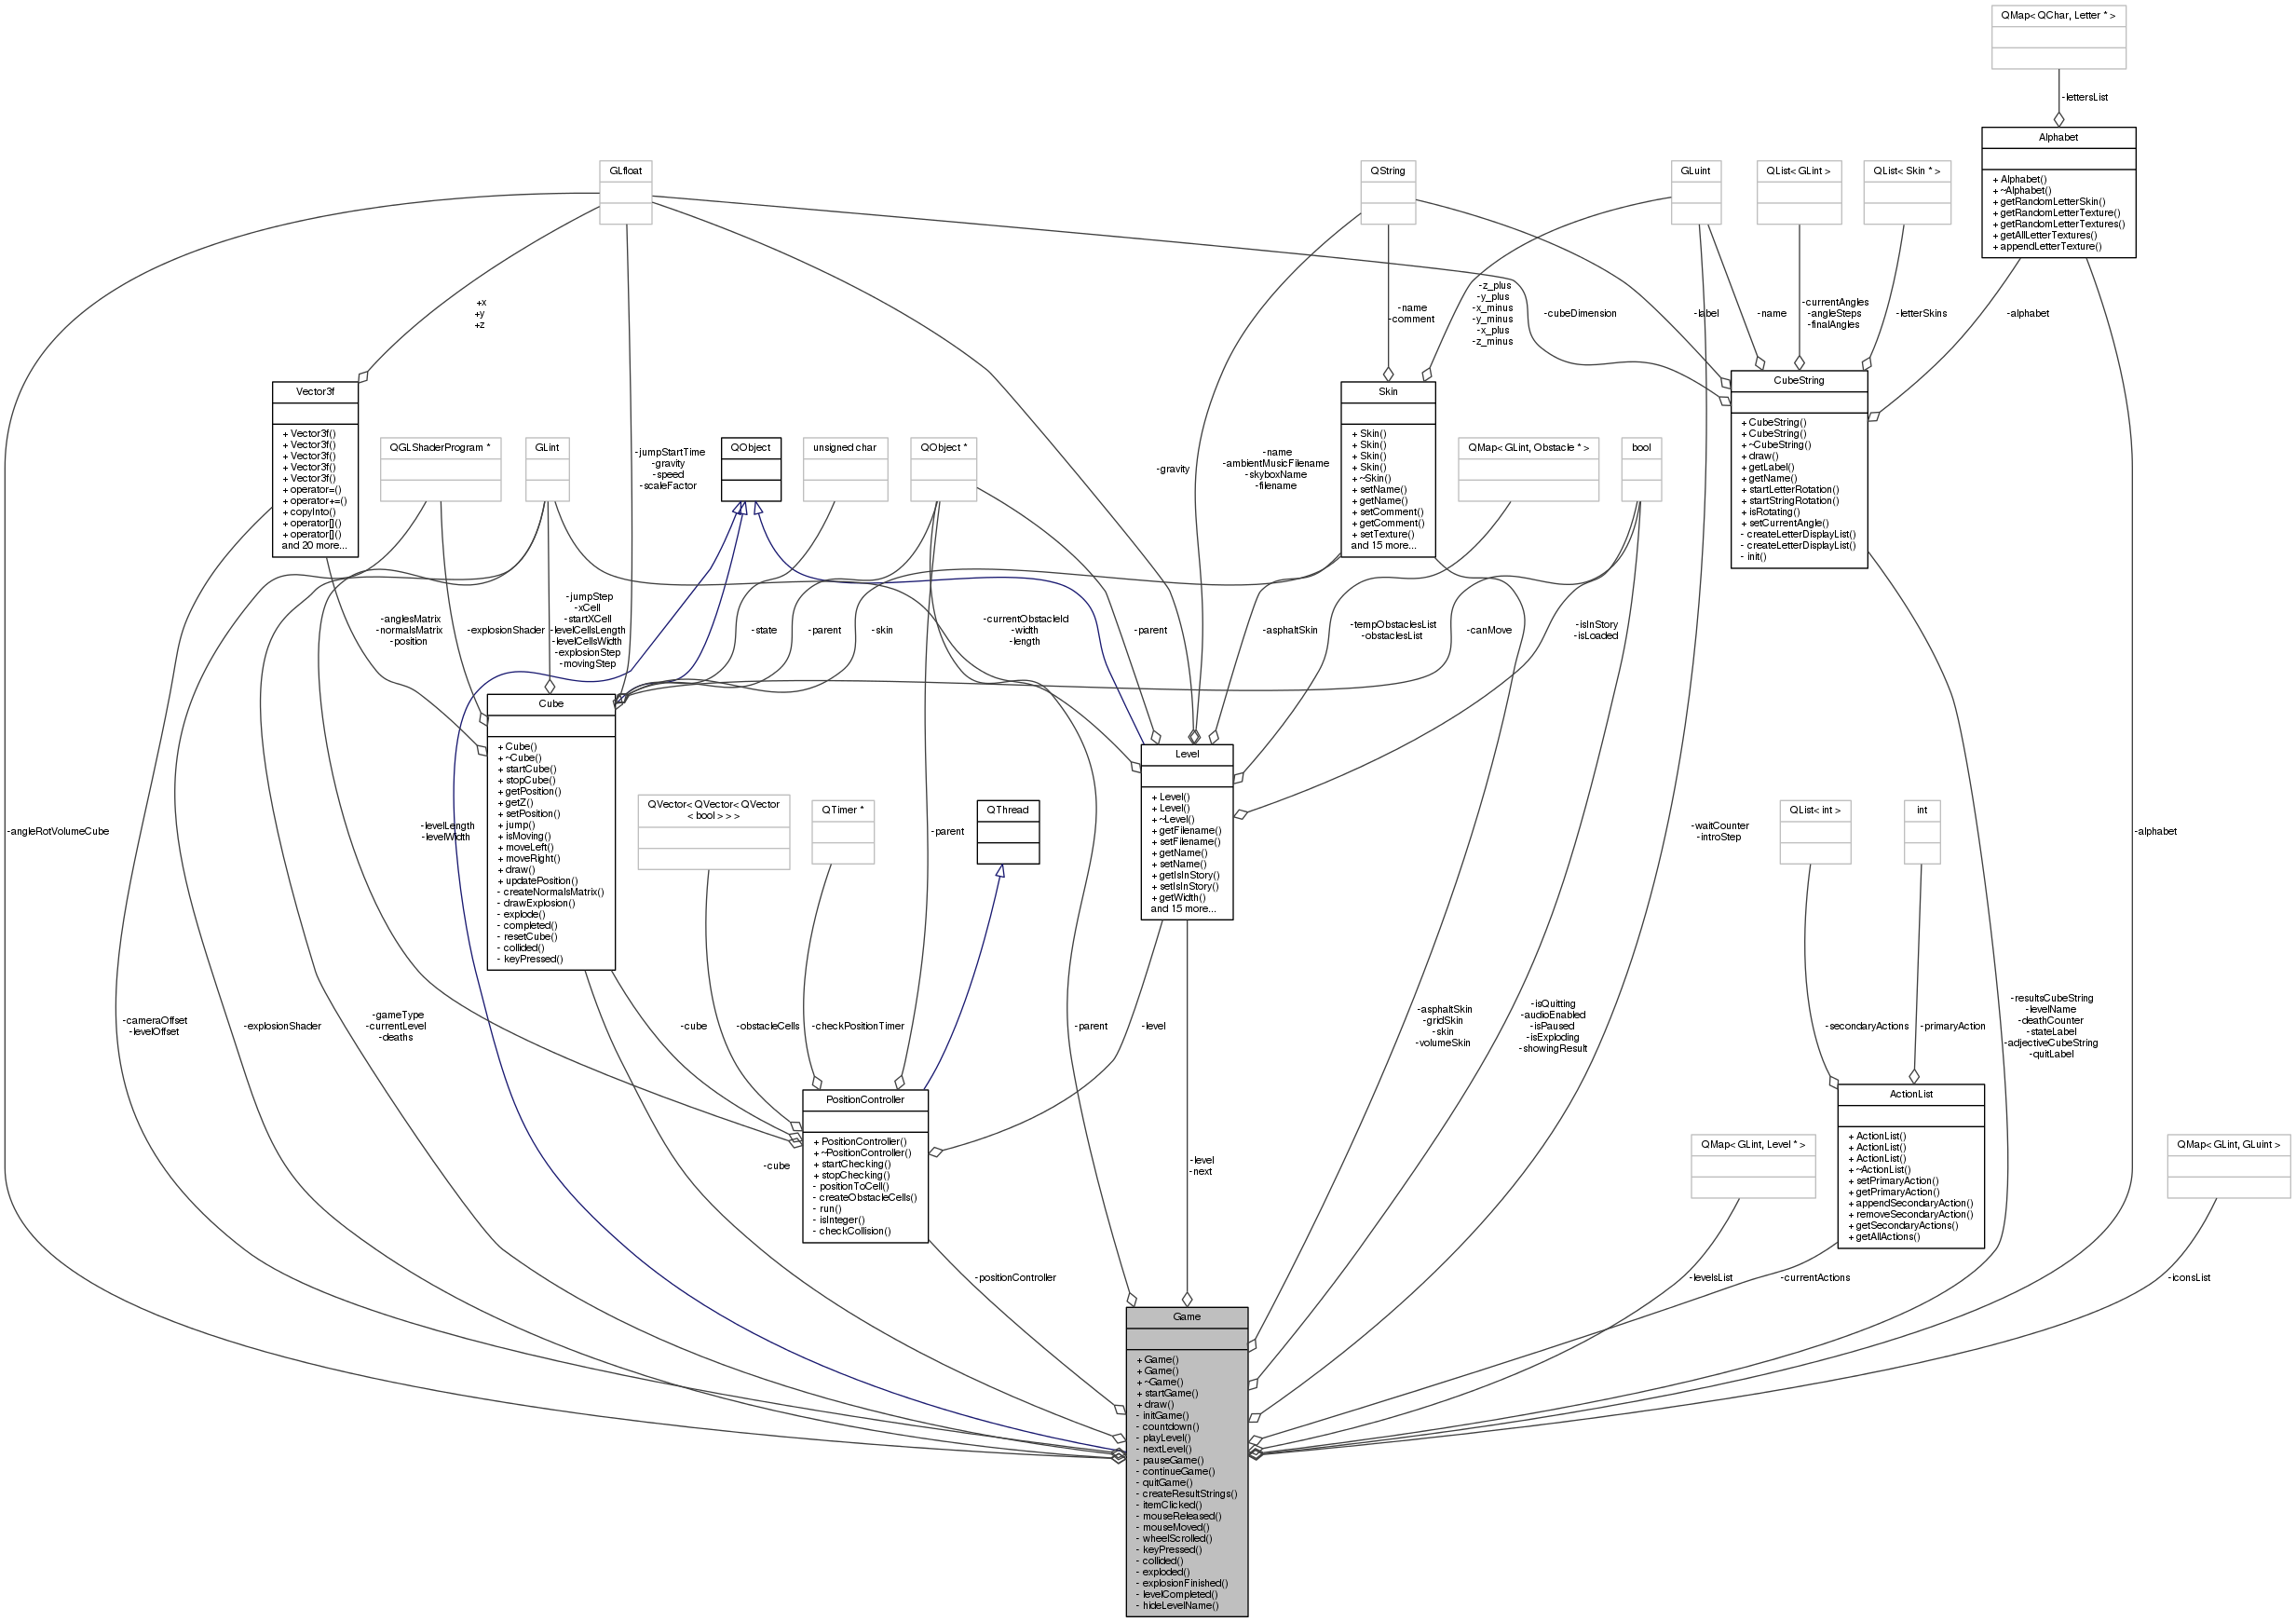 QMap< QChar, Letter * >
-lettersList
Alphabet
+ Alphabet()
+ ~Alphabet()
+ getRandomLetterSkin()
+ getRandomLetterTexture()
+ getRandomLetterTextures()
+ getAllLetterTextures()
+ appendLetterTexture()
GLfloat
QString
GLuint
QList< GLint >
QList< Skin * >
+x
+y
+z
-name
-comment
-z_plus
-y_plus
-x_minus
-y_minus
-x_plus
-z_minus
-cubeDimension
-label
-name
-currentAngles
-angleSteps
-finalAngles
-letterSkins
-alphabet
Vector3f
+ Vector3f()
+ Vector3f()
+ Vector3f()
+ Vector3f()
+ Vector3f()
+ operator=()
+ operator+=()
+ copyInto()
+ operator[]()
+ operator[]()
and 20 more...
QGLShaderProgram *
GLint
-jumpStartTime
-gravity
-speed
-scaleFactor
QObject
unsigned char
QObject *
-gravity
-name
-ambientMusicFilename
-skyboxName
-filename
Skin
+ Skin()
+ Skin()
+ Skin()
+ Skin()
+ ~Skin()
+ setName()
+ getName()
+ setComment()
+ getComment()
+ setTexture()
and 15 more...
QMap< GLint, Obstacle * >
bool
CubeString
+ CubeString()
+ CubeString()
+ ~CubeString()
+ draw()
+ getLabel()
+ getName()
+ startLetterRotation()
+ startStringRotation()
+ isRotating()
+ setCurrentAngle()
- createLetterDisplayList()
- createLetterDisplayList()
- init()
-anglesMatrix
-normalsMatrix
-position
-explosionShader
-jumpStep
-xCell
-startXCell
-levelCellsLength
-levelCellsWidth
-explosionStep
-movingStep
-state
-parent
-skin
-currentObstacleId
-width
-length
-parent
-asphaltSkin
-tempObstaclesList
-obstaclesList
-canMove
-isInStory
-isLoaded
Cube
+ Cube()
+ ~Cube()
+ startCube()
+ stopCube()
+ getPosition()
+ getZ()
+ setPosition()
+ jump()
+ isMoving()
+ moveLeft()
+ moveRight()
+ draw()
+ updatePosition()
- createNormalsMatrix()
- drawExplosion()
- explode()
- completed()
- resetCube()
- collided()
- keyPressed()
QVector< QVector< QVector
< bool > > >
QTimer *
QThread
Level
+ Level()
+ Level()
+ ~Level()
+ getFilename()
+ setFilename()
+ getName()
+ setName()
+ getIsInStory()
+ setIsInStory()
+ getWidth()
and 15 more...
QList< int >
int
-angleRotVolumeCube
-levelLength
-levelWidth
-parent
-waitCounter
-introStep
-alphabet
-cameraOffset
-levelOffset
-explosionShader
-gameType
-currentLevel
-deaths
-cube
-obstacleCells
-checkPositionTimer
-parent
-level
-asphaltSkin
-gridSkin
-skin
-volumeSkin
-isQuitting
-audioEnabled
-isPaused
-isExploding
-showingResult
-secondaryActions
-primaryAction
-resultsCubeString
-levelName
-deathCounter
-stateLabel
-adjectiveCubeString
-quitLabel
PositionController
+ PositionController()
+ ~PositionController()
+ startChecking()
+ stopChecking()
- positionToCell()
- createObstacleCells()
- run()
- isInteger()
- checkCollision()
-cube
-level
-next
ActionList
+ ActionList()
+ ActionList()
+ ActionList()
+ ~ActionList()
+ setPrimaryAction()
+ getPrimaryAction()
+ appendSecondaryAction()
+ removeSecondaryAction()
+ getSecondaryActions()
+ getAllActions()
QMap< GLint, Level * >
QMap< GLint, GLuint >
-positionController
-levelsList
-currentActions
-iconsList
Game
+ Game()
+ Game()
+ ~Game()
+ startGame()
+ draw()
- initGame()
- countdown()
- playLevel()
- nextLevel()
- pauseGame()
- continueGame()
- quitGame()
- createResultStrings()
- itemClicked()
- mouseReleased()
- mouseMoved()
- wheelScrolled()
- keyPressed()
- collided()
- exploded()
- explosionFinished()
- levelCompleted()
- hideLevelName()